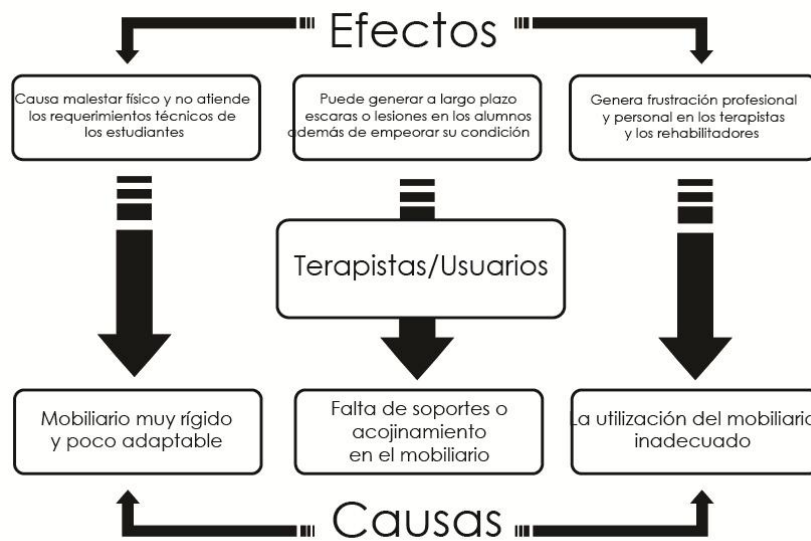 Efectos
Causa malestar físico y no atiende
los requerimientos técnicos de
los estudiantes
Puede generar a largo plazo
escaras o lesiones en los alumnos
además de empeorar su condición
Genera frustración profesional
y personal en los terapistas
y los rehabilitadores
Terapistas/Usuarios
Mobiliario muy rígido
y poco adaptable
Falta de soportes o
acojinamiento
en el mobiliario
La utilización del mobiliario
inadecuado
Causas